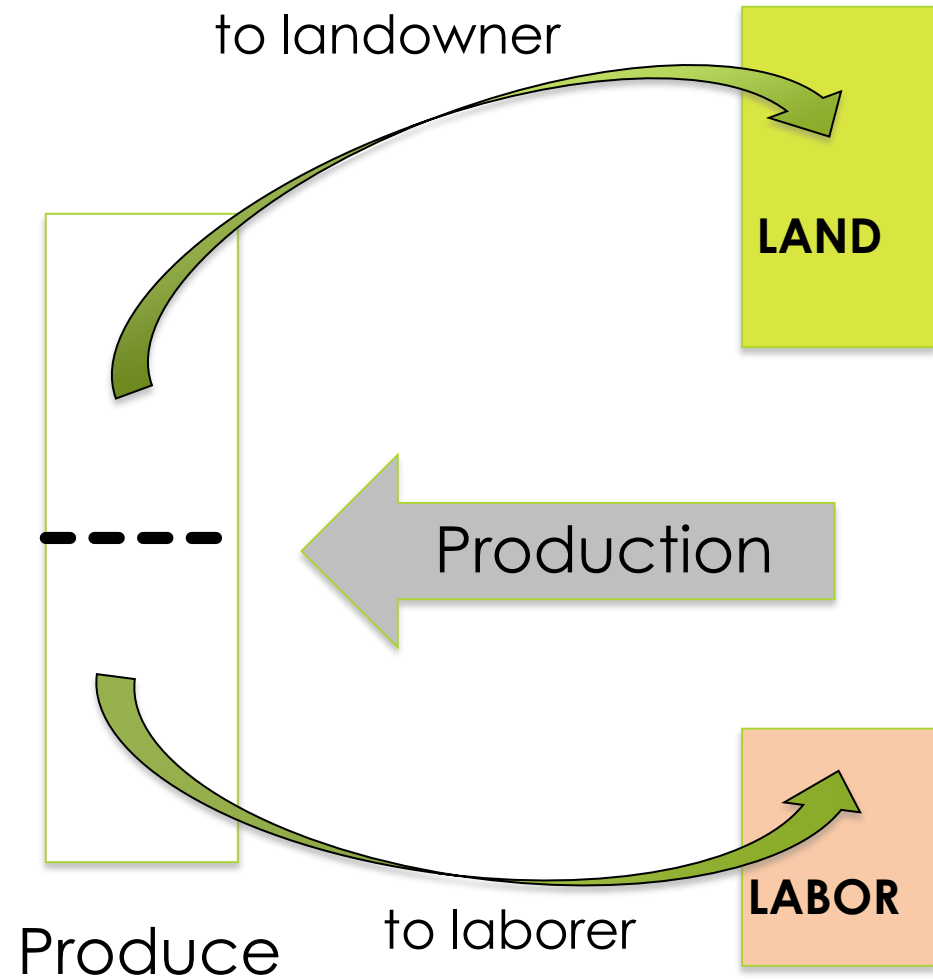 to landowner
LAND
Production
LABOR
to laborer
Produce